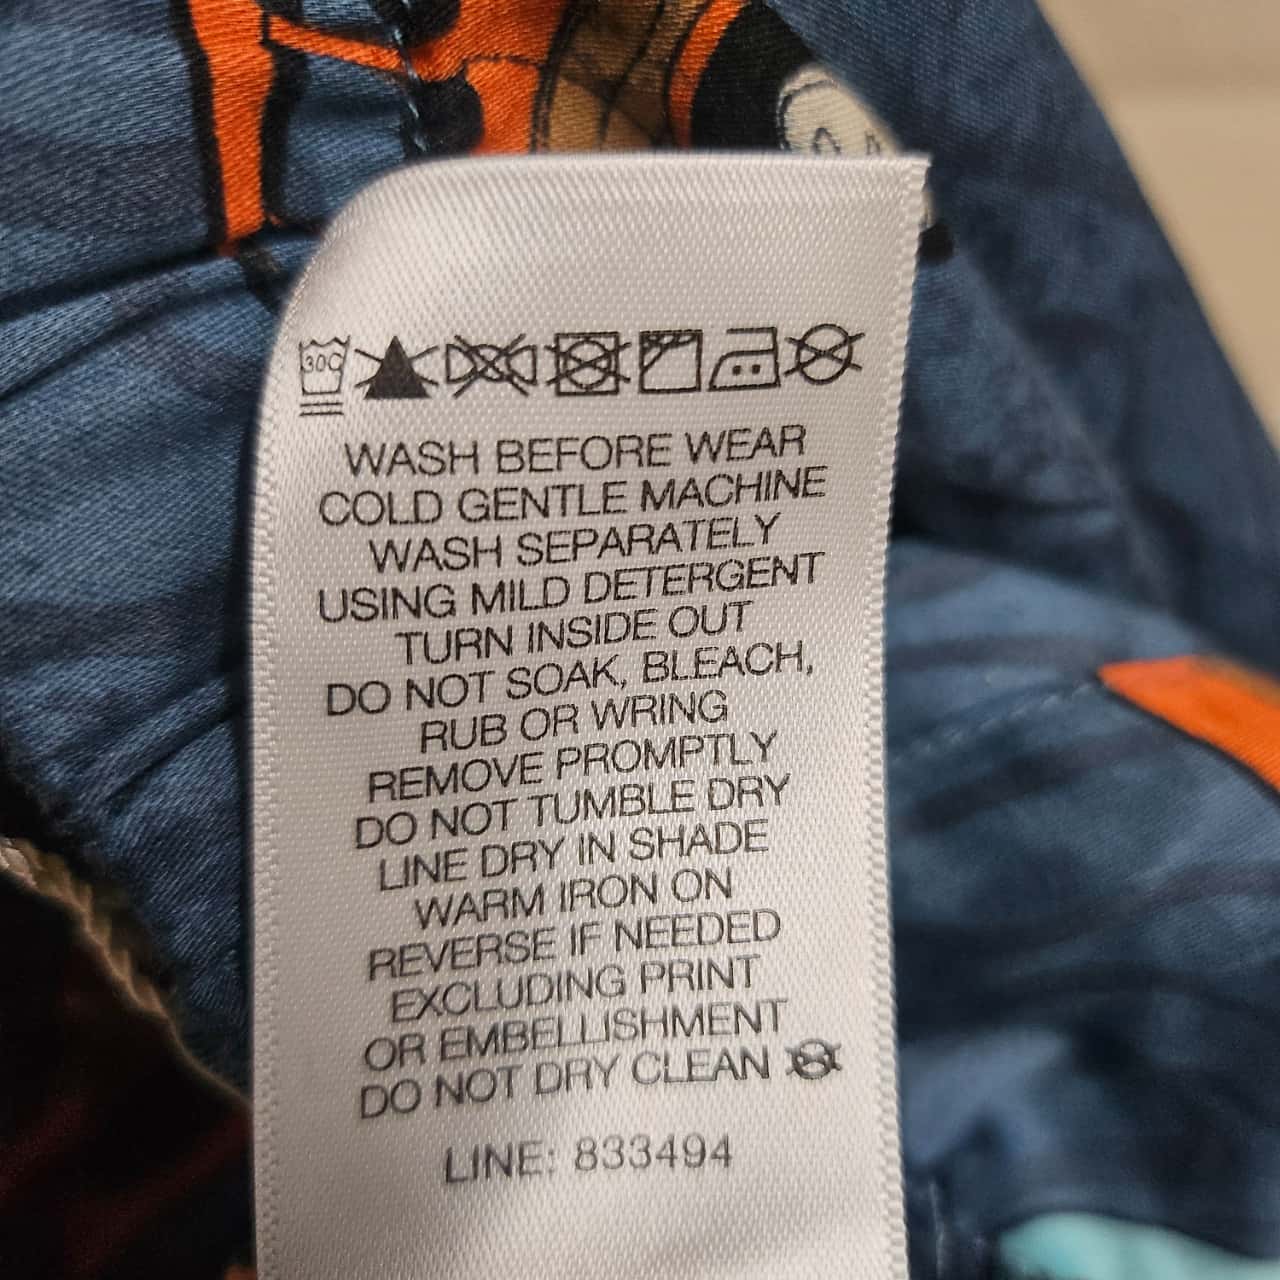 30C
WASH BEFORE WEAR
COLD GENTLE MACHINE
WASH SEPARATELY
USING MILD DETERGENT
TURN INSIDE OUT
DO NOT SOAK, BLEACH,
RUB OR WRING
REMOVE PROMPTLY
DO NOT TUMBLE DRY
LINE DRY IN SHADE
WARM IRON ON
REVERSE IF NEEDED
EXCLUDING PRINT
OR EMBELLISHMENT
DO NOT DRY CLEAN
LINE: 833494